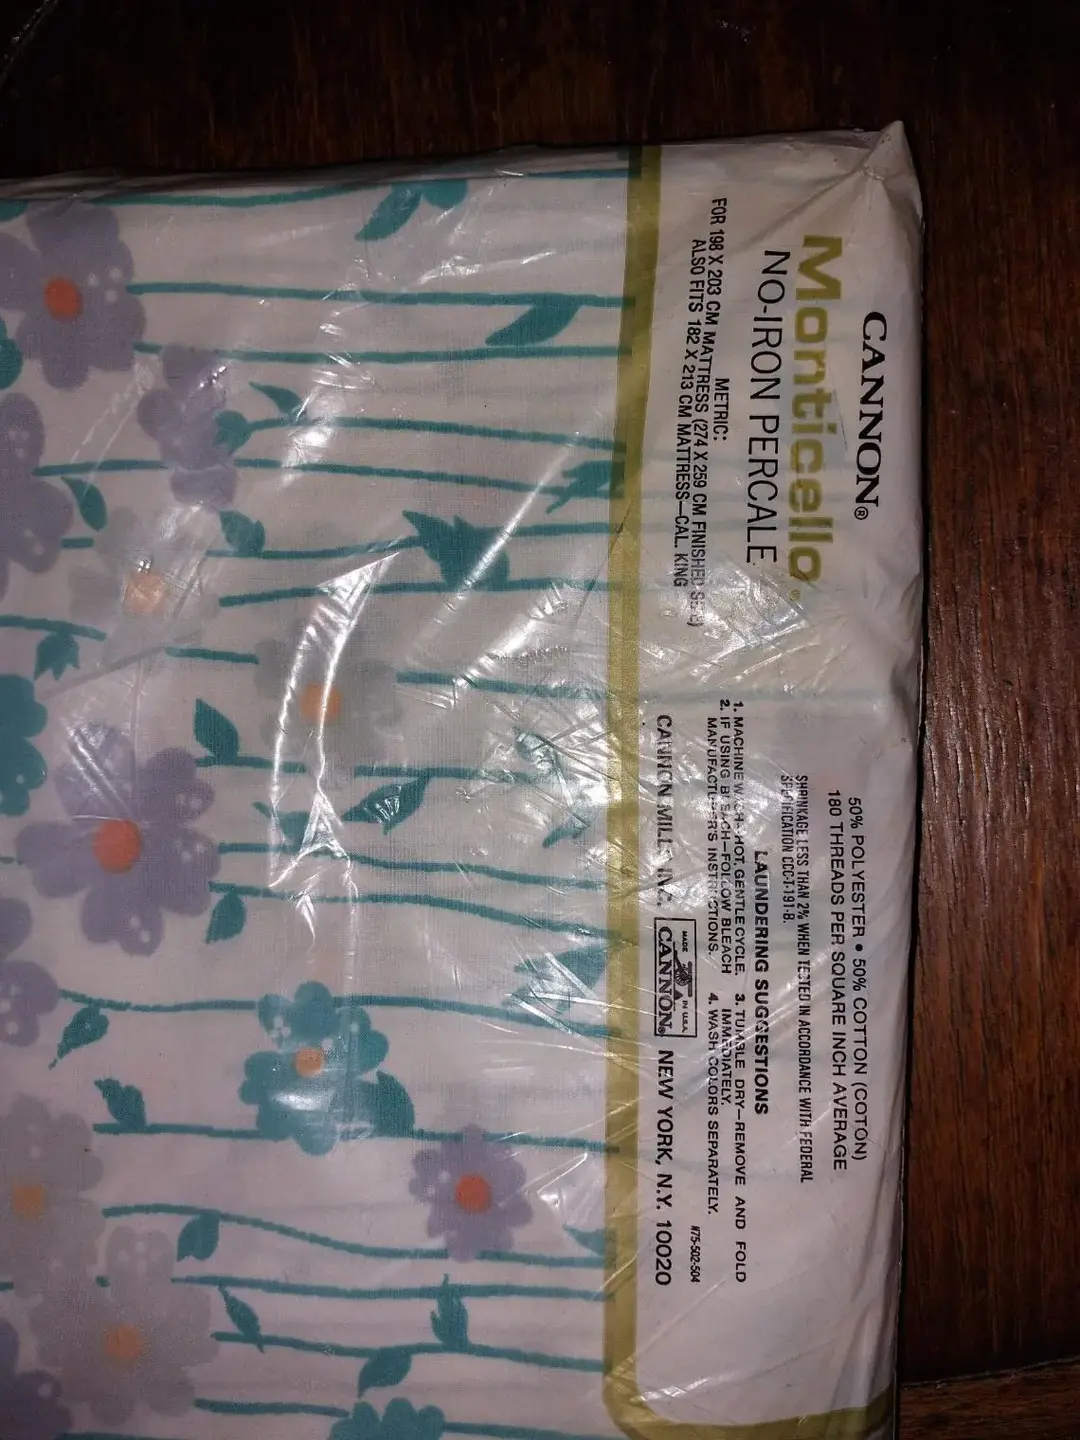 CANNON®
Monticello®
NO-IRON PERCALE
METRIC:
FOR 198 X 203 CM MATTRESS (274 X 259 CM FINISHED SIZE)
ALSO FITS 182 X 213 CM MATTRESS—CAL. KING
50% POLYESTER • 50% COTTON (COTON)
180 THREADS PER SQUARE INCH AVERAGE
SHRINKAGE LESS THAN 2% WHEN TESTED IN ACCORDANCE WITH FEDERAL
SPECIFICATION CCC-T-191-B.
LAUNDERING SUGGESTIONS
1. MACHINE WASH-HOT, GENTLE CYCLE.
2. IF USING BLEACH—FOLLOW BLEACH
MANUFACTURER'S INSTRUCTIONS.
3. TUMBLE DRY—REMOVE AND FOLD
IMMEDIATELY.
4. WASH COLORS SEPARATELY.
#75-502-504
CANNON MILLS, INC.
MADE IN U.S.A.
CANNON®
NEW YORK, N.Y. 10020